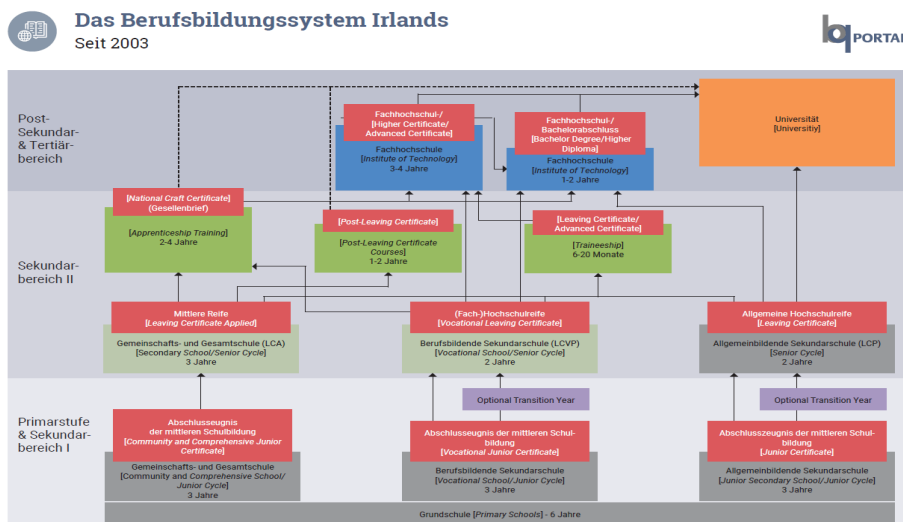 Das Berufsbildungssystem Irlands
Seit 2003
bq PORTAL
Post-
Sekundar-
& Tertiär-
bereich
Fachhochschul-/
[Higher Certificate/
Advanced Certificate]
Fachhochschule
[Institute of Technology]
3-4 Jahre
Fachhochschul-/
Bachelorabschluss
[Bachelor Degree/Higher
Diploma]
Fachhochschule
[Institute of Technology]
1-2 Jahre
Universität
[Universitiy]
Sekundar-
bereich II
[National Craft Certificate]
(Gesellenbrief)
[Apprenticeship Training]
2-4 Jahre
[Post-Leaving Certificate]
[Post-Leaving Certificate
Courses]
1-2 Jahre
[Leaving Certificate/
Advanced Certificate]
[Traineeship]
6-20 Monate
Mittlere Reife
[Leaving Certificate Applied]
Gemeinschafts- und Gesamtschule (LCA)
[Secondary School/Senior Cycle]
3 Jahre
(Fach-)Hochschulreife
[Vocational Leaving Certificate]
Berufsbildende Sekundarschule (LCVP)
[Vocational School/Senior Cycle]
2 Jahre
Allgemeine Hochschulreife
[Leaving Certificate]
Allgemeinbildende Sekundarschule (LCP)
[Senior Cycle]
2 Jahre
Primarstufe
& Sekundar-
bereich I
Optional Transition Year
Optional Transition Year
Abschlusseugnis
der mittleren Schulbildung
[Community and Comprehensive Junior
Certificate]
Gemeinschafts- und Gesamtschule
[Community and Comprehensive School/
Junior Cycle]
3 Jahre
Abschlusseugnis der mittleren Schul-
bildung
[Vocational Junior Certificate]
Berufsbildende Sekundarschule
[Vocational School/Junior Cycle]
3 Jahre
Abschlusszeugnis der mittleren Schul-
bildung
[Junior Certificate]
Allgemeinbildende Sekundarschule
[Junior Secondary School/Junior Cycle]
3 Jahre
Grundschule [Primary Schools] - 6 Jahre